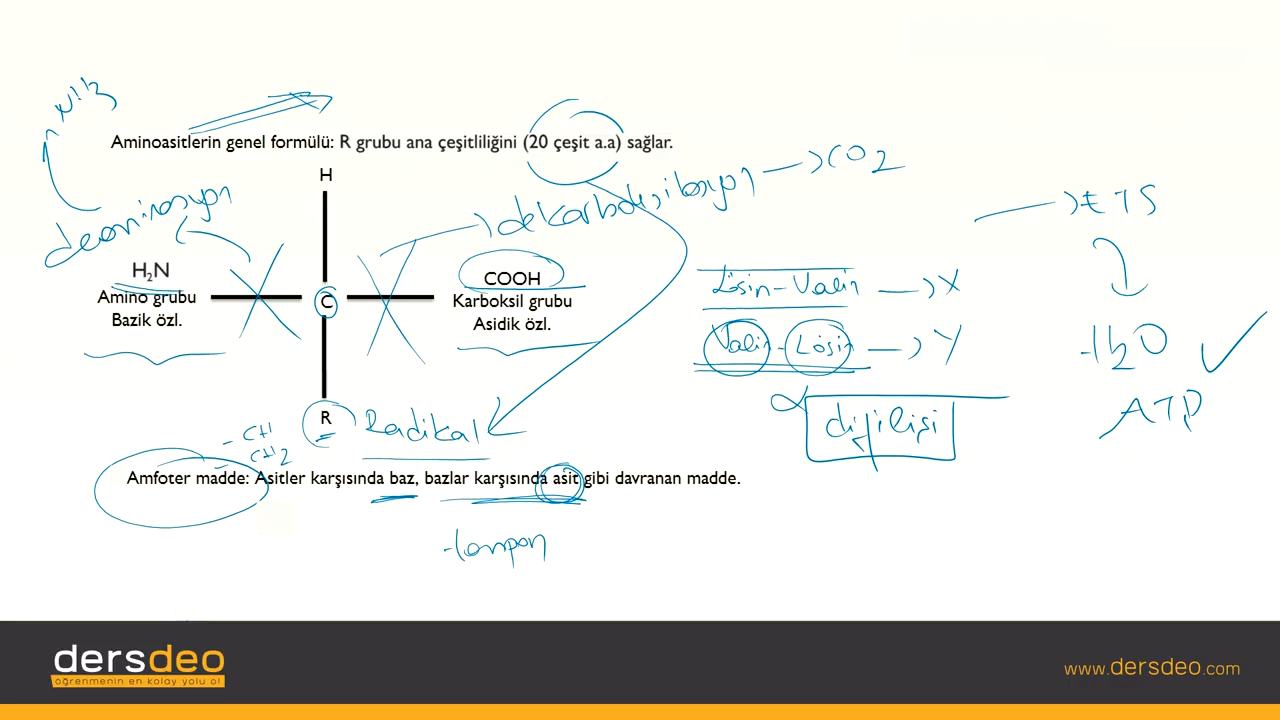 NH3
Aminoasitlerin genel formülü: R grubu ana çeşitliliğini (20 çeşit a.a) sağlar.
deaminasyon
dekarboksilasyon → CO2
→ ETS
H
H2N
Amino grubu
Bazik özl.
C
COOH
Karboksil grubu
Asidik özl.
Lösin-Valin → X
Valin-Lösin → Y
H2O
ATP
dizilişi
R Radikal
-CH
-CH2
Amfoter madde: Asitler karşısında baz, bazlar karşısında asit gibi davranan madde.
tampon
dersdeo
öğrenmenin en kolay yolu o!
www.dersdeo.com